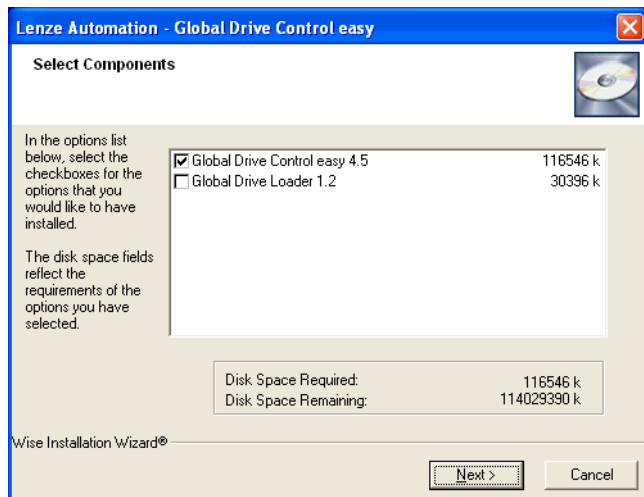 Lenze Automation - Global Drive Control easy
Select Components
In the options list
below, select the
checkboxes for the
options that you
would like to have
installed.
The disk space fields
reflect the
requirements of the
options you have
selected.
Global Drive Control easy 4.5 116546 k
Global Drive Loader 1.2 30396 k
Disk Space Required: 116546 k
Disk Space Remaining: 114029390 k
Wise Installation Wizard®
Next >
Cancel